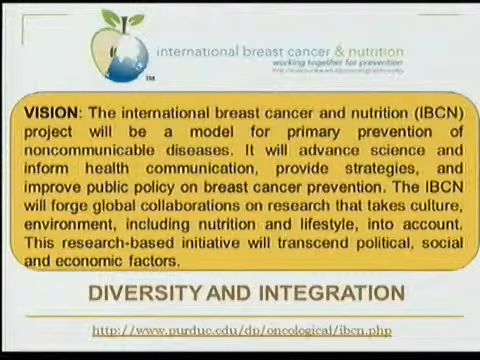 international breast cancer & nutrition
working together for prevention
TM
VISION: The international breast cancer and nutrition (IBCN)
project will be a model for primary prevention of
noncommunicable diseases. It will advance science and
inform health communication, provide strategies, and
improve public policy on breast cancer prevention. The IBCN
will forge global collaborations on research that takes culture,
environment, including nutrition and lifestyle, into account.
This research-based initiative will transcend political, social
and economic factors.
DIVERSITY AND INTEGRATION
http://www.purdue.edu/dp/oncological/ibcn.php